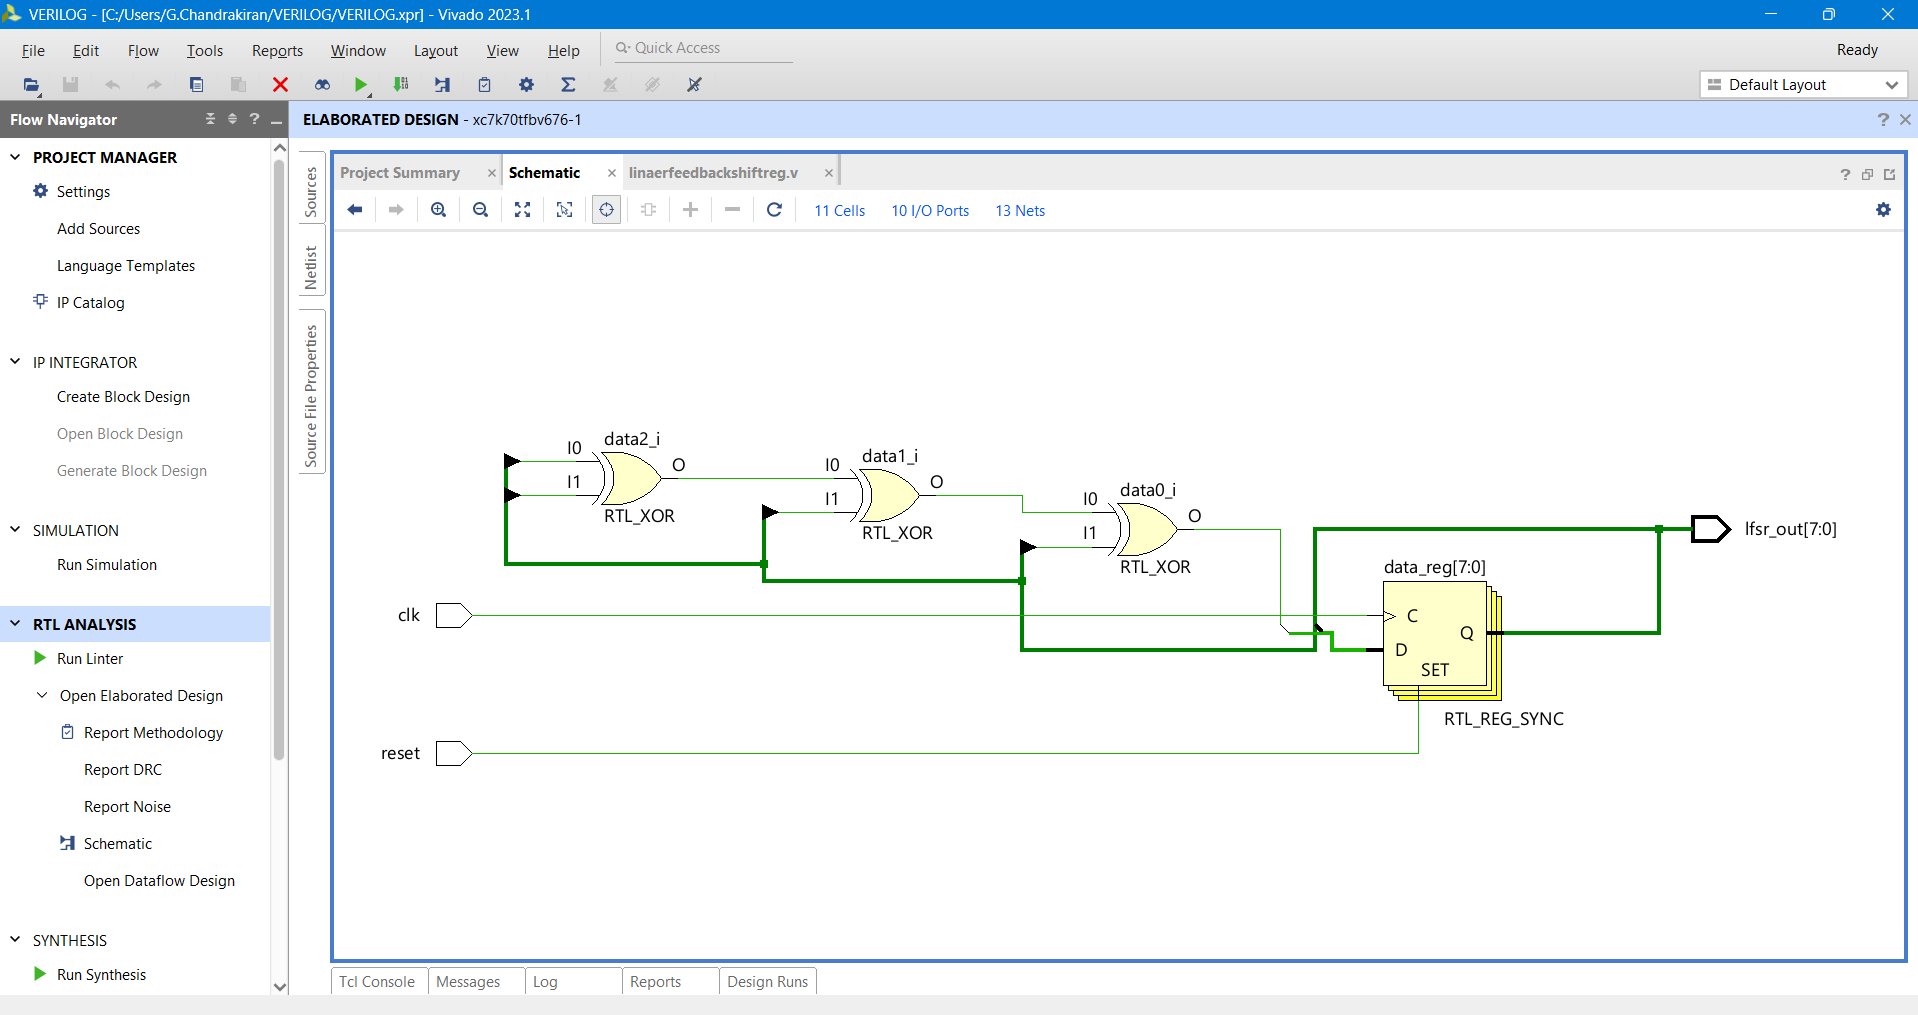 VERILOG - [C:/Users/G.Chandrakiran/VERILOG/VERILOG.xpr] - Vivado 2023.1
File Edit Flow Tools Reports Window Layout View Help Quick Access Ready
Default Layout
Flow Navigator
ELABORATED DESIGN - xc7k70tfbv676-1
PROJECT MANAGER
Settings
Add Sources
Language Templates
IP Catalog
IP INTEGRATOR
Create Block Design
Open Block Design
Generate Block Design
SIMULATION
Run Simulation
RTL ANALYSIS
Run Linter
Open Elaborated Design
Report Methodology
Report DRC
Report Noise
Schematic
Open Dataflow Design
SYNTHESIS
Run Synthesis
Sources
Netlist
Source File Properties
Project Summary Schematic linaerfeedbackshiftreg.v
11 Cells 10 I/O Ports 13 Nets
data2_i
I0
I1
O
RTL_XOR
data1_i
I0
I1
O
RTL_XOR
data0_i
I0
I1
O
RTL_XOR
lfsr_out[7:0]
data_reg[7:0]
clk
C
Q
D
SET
RTL_REG_SYNC
reset
Tcl Console Messages Log Reports Design Runs